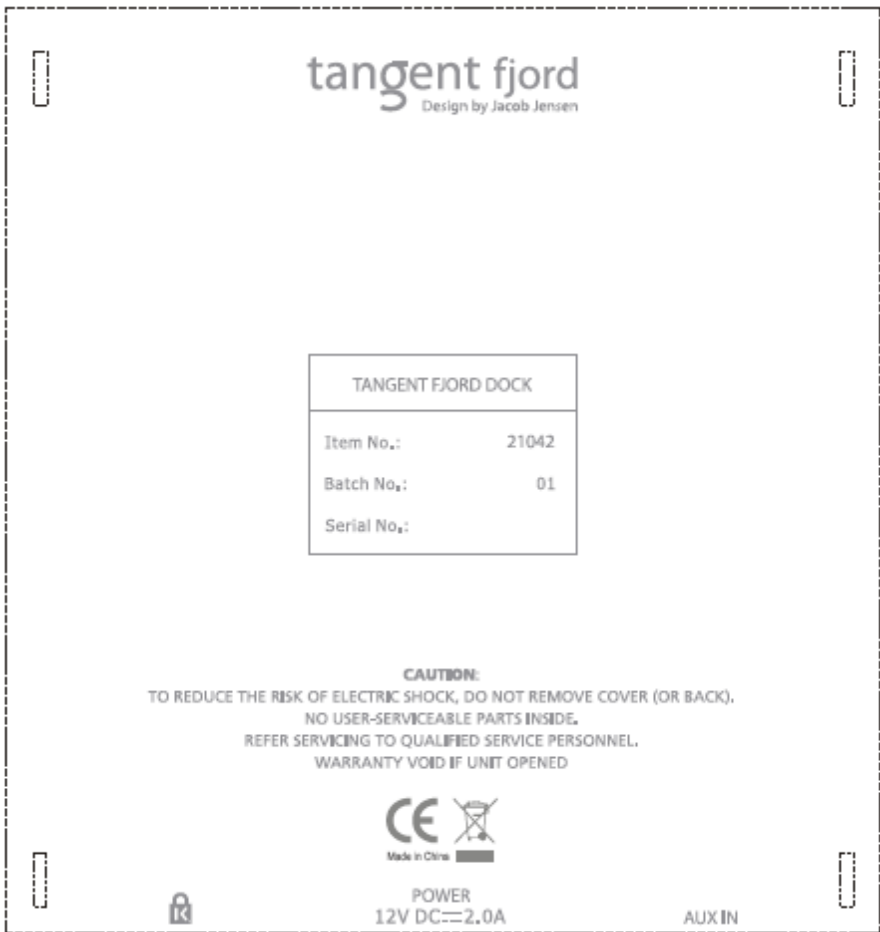 tangent fjord
Design by Jacob Jensen
TANGENT FJORD DOCK
Item No.: 21042
Batch No.: 01
Serial No.:
CAUTION:
TO REDUCE THE RISK OF ELECTRIC SHOCK, DO NOT REMOVE COVER (OR BACK).
NO USER-SERVICEABLE PARTS INSIDE.
REFER SERVICING TO QUALIFIED SERVICE PERSONNEL.
WARRANTY VOID IF UNIT OPENED
CE
Made in China
K
POWER
12V DC⎓2.0A
AUX IN